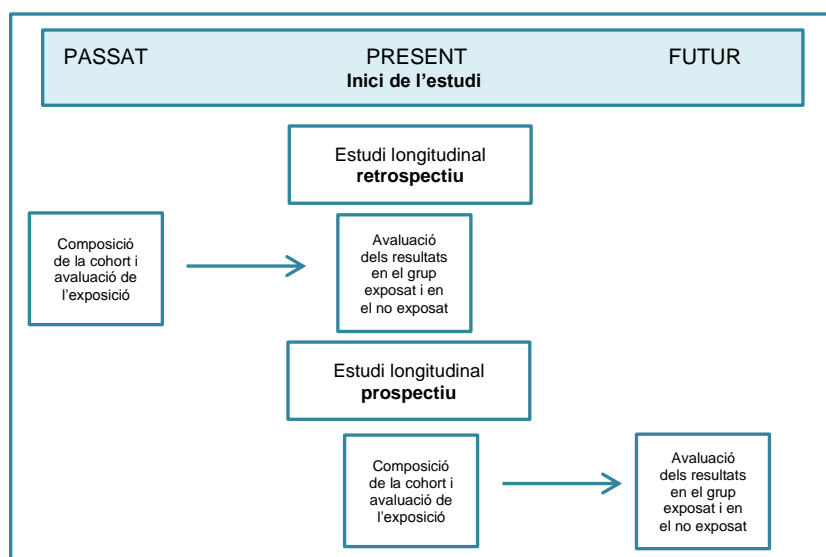 PASSAT PRESENT FUTUR
Inici de l'estudi
Estudi longitudinal
retrospectiu
Composició
de la cohort i
avaluació de
l'exposició
Avaluació
dels resultats
en el grup
exposat i en
el no exposat
Estudi longitudinal
prospectiu
Composició
de la cohort i
avaluació de
l'exposició
Avaluació
dels resultats
en el grup
exposat i en
el no exposat